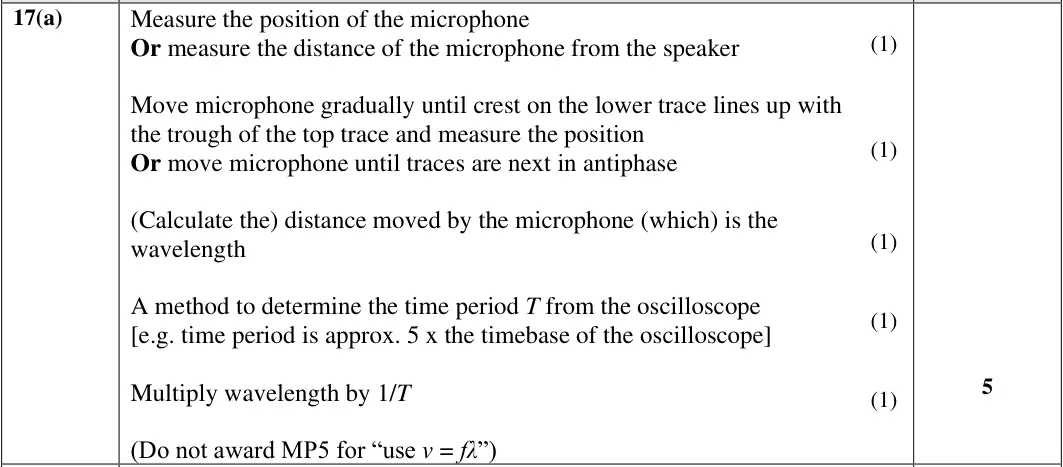 17(a)
Measure the position of the microphone
Or measure the distance of the microphone from the speaker
(1)
Move microphone gradually until crest on the lower trace lines up with
the trough of the top trace and measure the position
Or move microphone until traces are next in antiphase
(1)
(Calculate the) distance moved by the microphone (which) is the
wavelength
(1)
A method to determine the time period T from the oscilloscope
[e.g. time period is approx. 5 x the timebase of the oscilloscope]
(1)
Multiply wavelength by 1/T
(1)
(Do not award MP5 for “use v = fλ”)
5